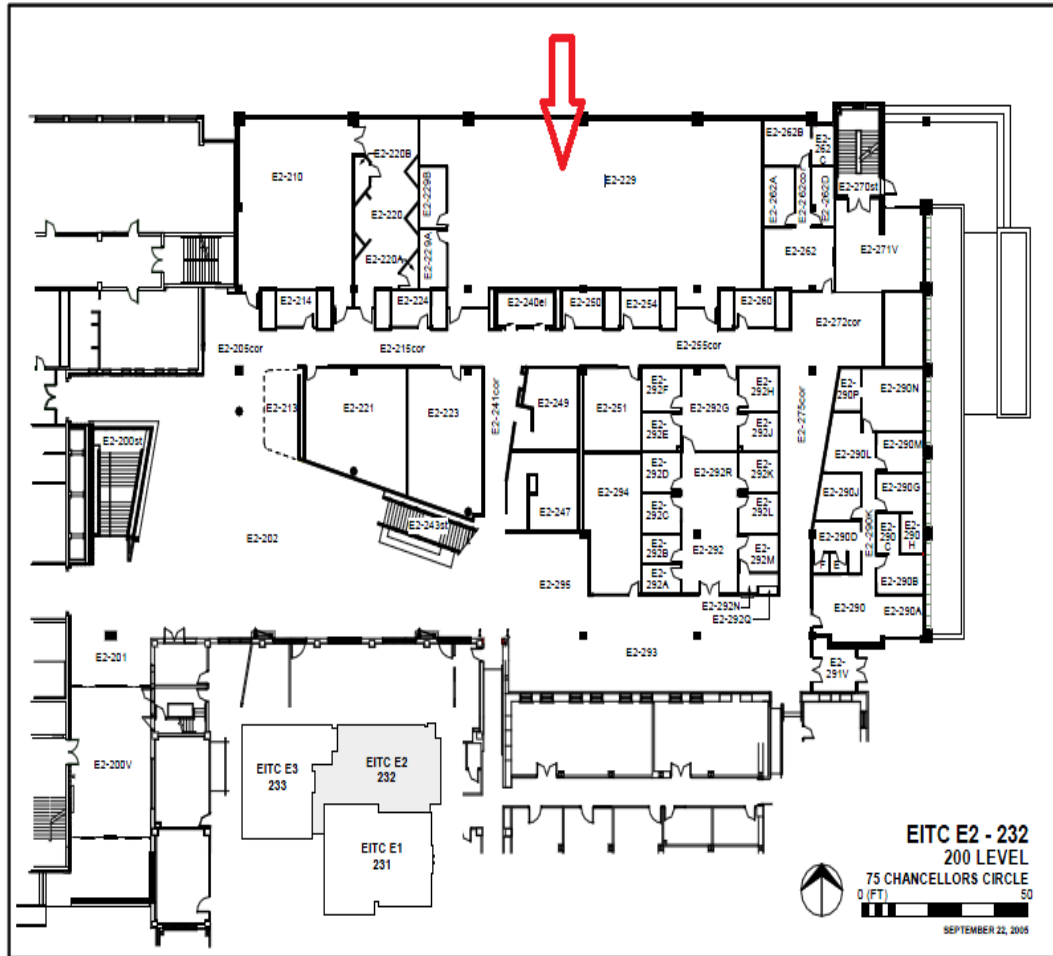 E2-262B
E2-262C
E2-220B
E2-210
E2-229
E2-229B
E2-262A
E2-262cor
E2-262D
E2-270st
E2-220
E2-229A
E2-220A
E2-262
E2-271V
E2-214
E2-224
E2-240el
E2-250
E2-254
E2-260
E2-272cor
E2-205cor
E2-215cor
E2-255cor
E2-213
E2-221
E2-223
E2-241cor
E2-249
E2-251
E2-292F
E2-292G
E2-292H
E2-275cor
E2-290P
E2-290N
E2-292E
E2-292J
E2-200st
E2-290L
E2-290M
E2-294
E2-292D
E2-292R
E2-292K
E2-290J
E2-290G
E2-247
E2-292C
E2-292L
E2-290K
E2-243st
E2-202
E2-290D
E2-290C
E2-290H
E2-292B
E2-292
E2-292M
F
E
E2-295
E2-292A
E2-290B
E2-292N
E2-292Q
E2-290
E2-290A
E2-201
E2-293
E2-291V
E2-200V
EITC E3
233
EITC E2
232
EITC E1
231
EITC E2 - 232
200 LEVEL
75 CHANCELLORS CIRCLE
0 (FT) 50
SEPTEMBER 22, 2005